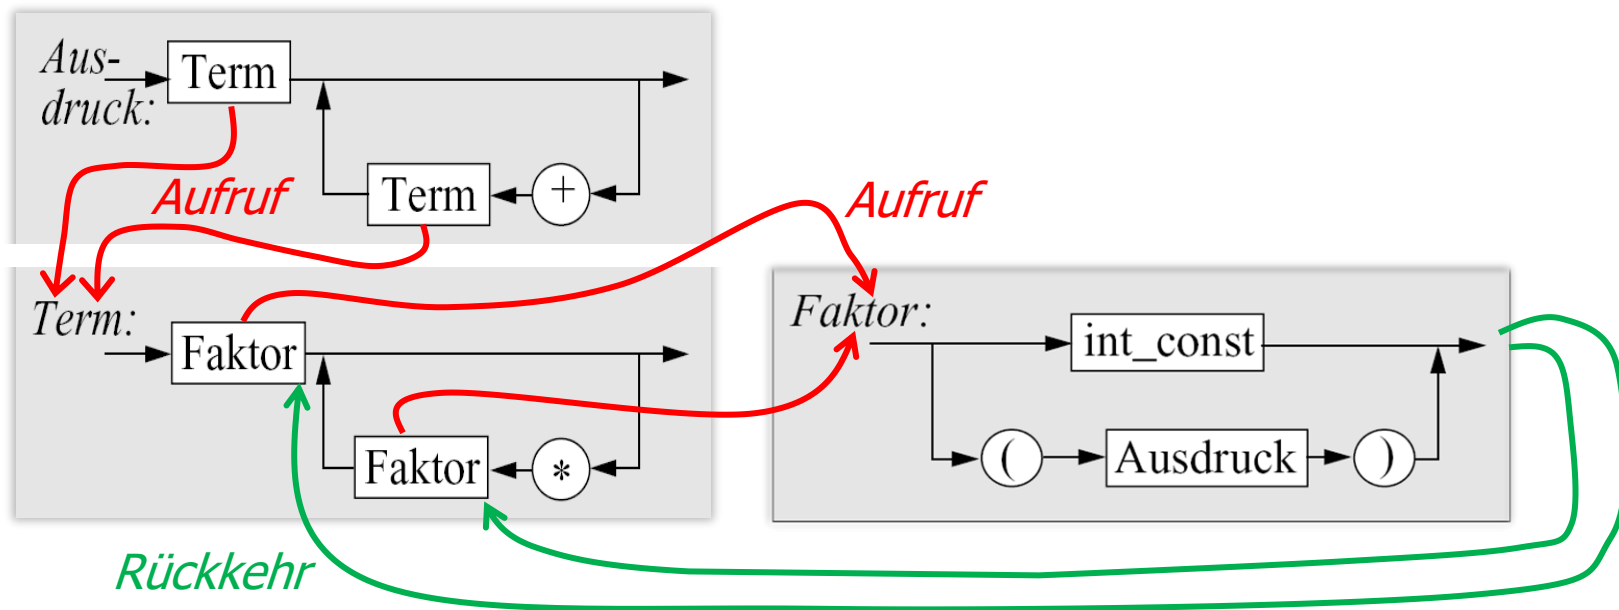 Aus-
druck:
Term
Term
+
Aufruf
Aufruf
Term:
Faktor
Faktor
*
Faktor:
int_const
(
Ausdruck
)
Rückkehr